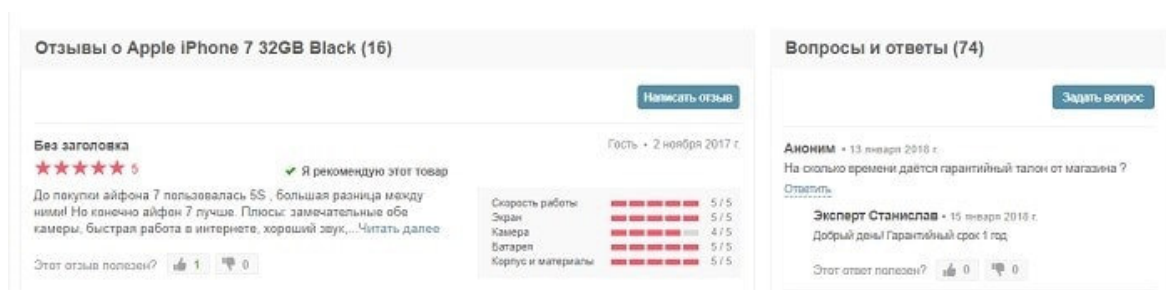 Отзывы о Apple iPhone 7 32GB Black (16)
Написать отзыв
Без заголовка
Гость • 2 ноября 2017 г.
5
Я рекомендую этот товар
До покупки айфона 7 пользовалась 5S , большая разница между
ними! Но конечно айфон 7 лучше. Плюсы: замечательные обе
камеры, быстрая работа в интернете, хороший звук,...Читать далее
Скорость работы 5 / 5
Экран 5 / 5
Камера 4 / 5
Батарея 5 / 5
Корпус и материалы 5 / 5
Этот отзыв полезен? 1 0
Вопросы и ответы (74)
Задать вопрос
Аноним • 13 января 2018 г.
На сколько времени даётся гарантийный талон от магазина ?
Ответить
Эксперт Станислав • 15 января 2018 г.
Добрый день! Гарантийный срок 1 год
Этот ответ полезен? 0 0